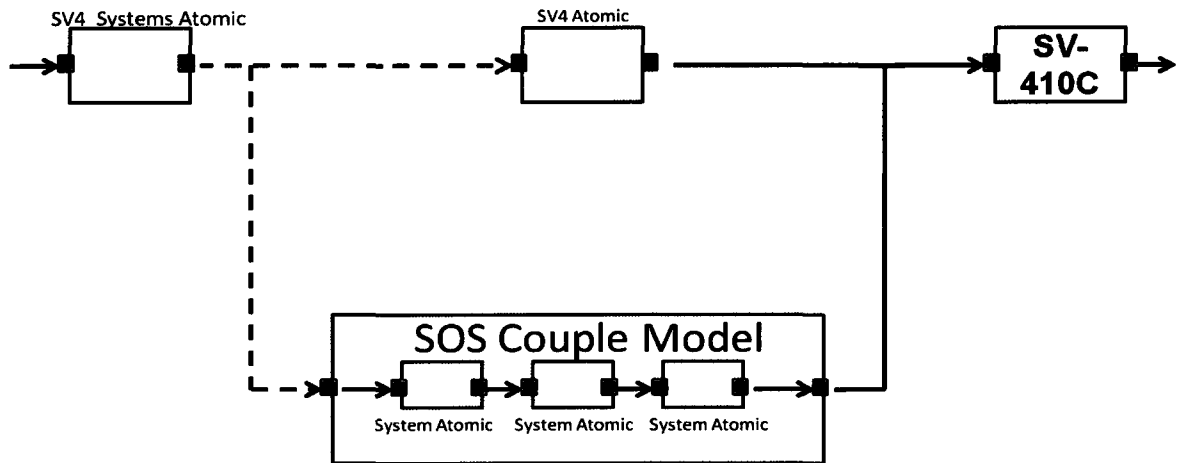 SV4 Systems Atomic
SV4 Atomic
SV-
410C
SOS Couple Model
System Atomic
System Atomic
System Atomic